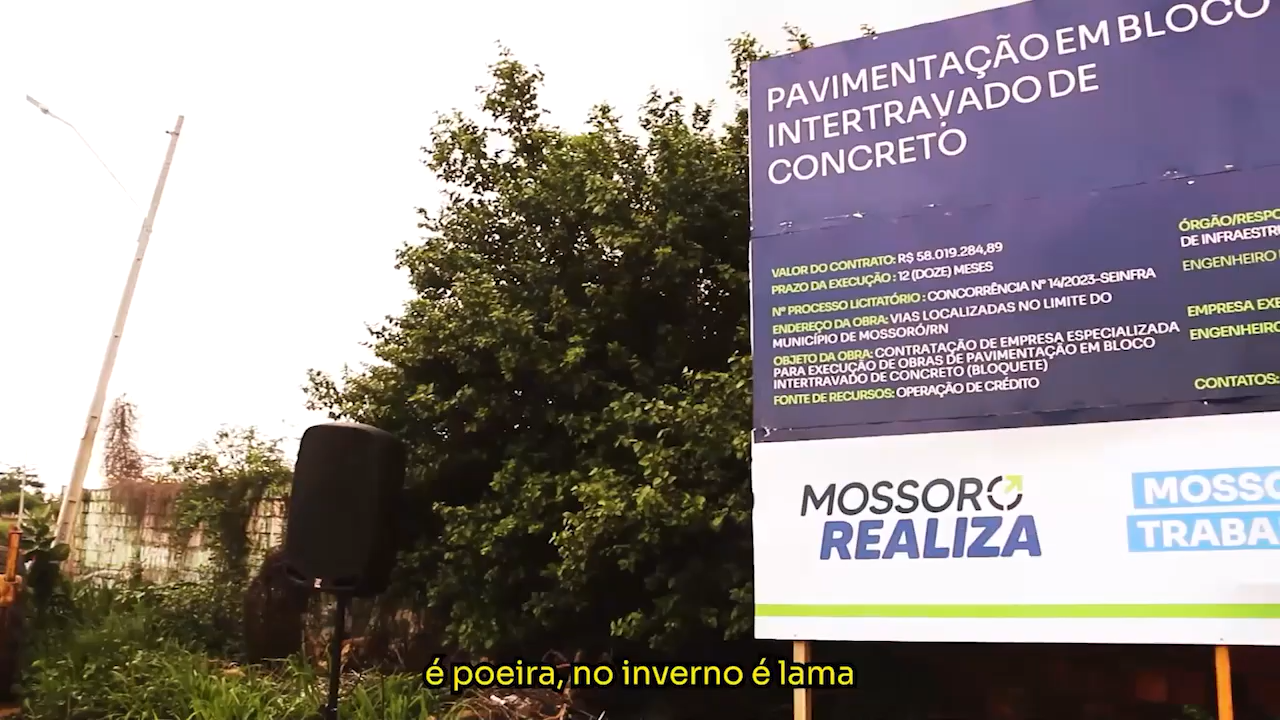 PAVIMENTAÇÃO EM BLOCO
INTERTRAVADO DE
CONCRETO
VALOR DO CONTRATO: R$ 58.019.284,89
PRAZO DA EXECUÇÃO : 12 (DOZE) MESES
Nº PROCESSO LICITATÓRIO : CONCORRÊNCIA Nº 14/2023-SEINFRA
ENDEREÇO DA OBRA: VIAS LOCALIZADAS NO LIMITE DO
MUNICÍPIO DE MOSSORÓ/RN
OBJETO DA OBRA: CONTRATAÇÃO DE EMPRESA ESPECIALIZADA
PARA EXECUÇÃO DE OBRAS DE PAVIMENTAÇÃO EM BLOCO
INTERTRAVADO DE CONCRETO (BLOQUETE)
FONTE DE RECURSOS: OPERAÇÃO DE CRÉDITO
ÓRGÃO/RESPO
DE INFRAESTR
ENGENHEIRO
EMPRESA EXE
ENGENHEIRO
CONTATOS:
MOSSORÓ
REALIZA
MOSSO
TRABA
é poeira, no inverno é lama